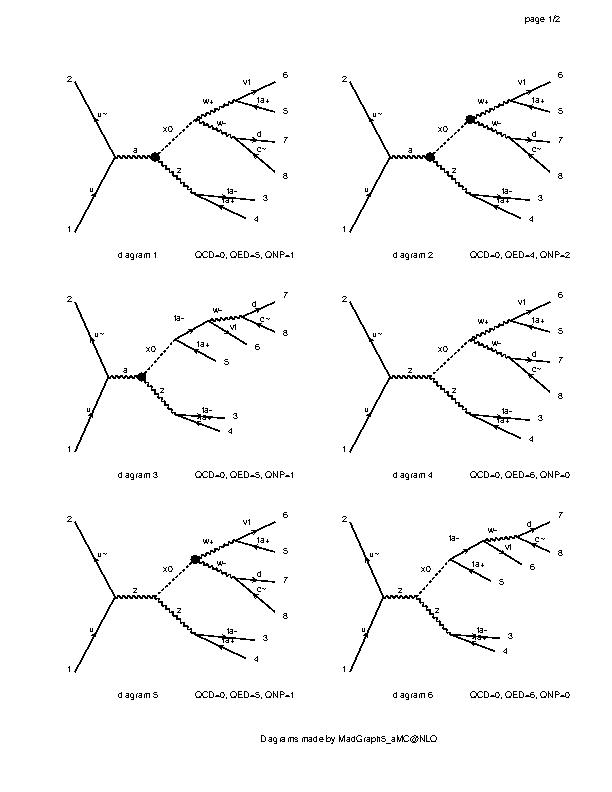 page 1/2
2
u~
u
1
a
x0
w+
vt
6
ta+
5
w-
d
7
c~
8
z
ta-
3
ta+
4
diagram 1
QCD=0, QED=5, QNP=1
2
u~
u
1
a
x0
w+
vt
6
ta+
5
w-
d
7
c~
8
z
ta-
3
ta+
4
diagram 2
QCD=0, QED=4, QNP=2
2
u~
u
1
a
x0
ta-
w-
d
7
c~
8
vt
6
ta+
5
z
ta-
3
ta+
4
diagram 3
QCD=0, QED=5, QNP=1
2
u~
u
1
z
x0
w+
vt
6
ta+
5
w-
d
7
c~
8
z
ta-
3
ta+
4
diagram 4
QCD=0, QED=6, QNP=0
2
u~
u
1
z
x0
w+
vt
6
ta+
5
w-
d
7
c~
8
z
ta-
3
ta+
4
diagram 5
QCD=0, QED=5, QNP=1
2
u~
u
1
z
x0
ta-
w-
d
7
c~
8
vt
6
ta+
5
z
ta-
3
ta+
4
diagram 6
QCD=0, QED=6, QNP=0
Diagrams made by MadGraph5_aMC@NLO